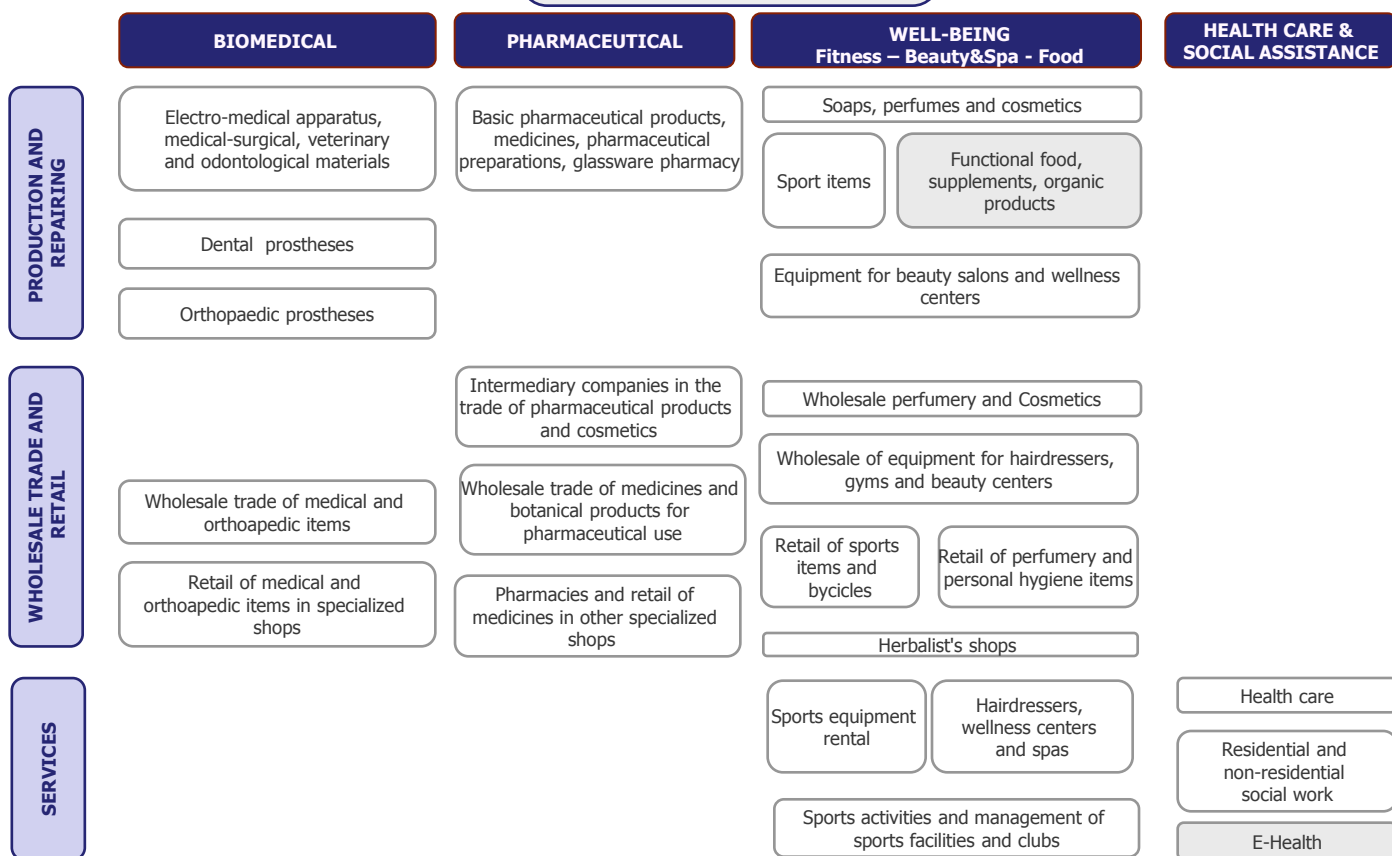 BIOMEDICAL
PHARMACEUTICAL
WELL-BEING
Fitness – Beauty&Spa - Food
HEALTH CARE &
SOCIAL ASSISTANCE
PRODUCTION AND
REPAIRING
Electro-medical apparatus,
medical-surgical, veterinary
and odontological materials
Dental prostheses
Orthopaedic prostheses
Basic pharmaceutical products,
medicines, pharmaceutical
preparations, glassware pharmacy
Soaps, perfumes and cosmetics
Sport items
Functional food,
supplements, organic
products
Equipment for beauty salons and wellness
centers
WHOLESALE TRADE AND
RETAIL
Wholesale trade of medical and
orthoapedic items
Retail of medical and
orthoapedic items in specialized
shops
Intermediary companies in the
trade of pharmaceutical products
and cosmetics
Wholesale trade of medicines and
botanical products for
pharmaceutical use
Pharmacies and retail of
medicines in other specialized
shops
Wholesale perfumery and Cosmetics
Wholesale of equipment for hairdressers,
gyms and beauty centers
Retail of sports
items and
bycicles
Retail of perfumery and
personal hygiene items
Herbalist's shops
SERVICES
Sports equipment
rental
Hairdressers,
wellness centers
and spas
Sports activities and management of
sports facilities and clubs
Health care
Residential and
non-residential
social work
E-Health